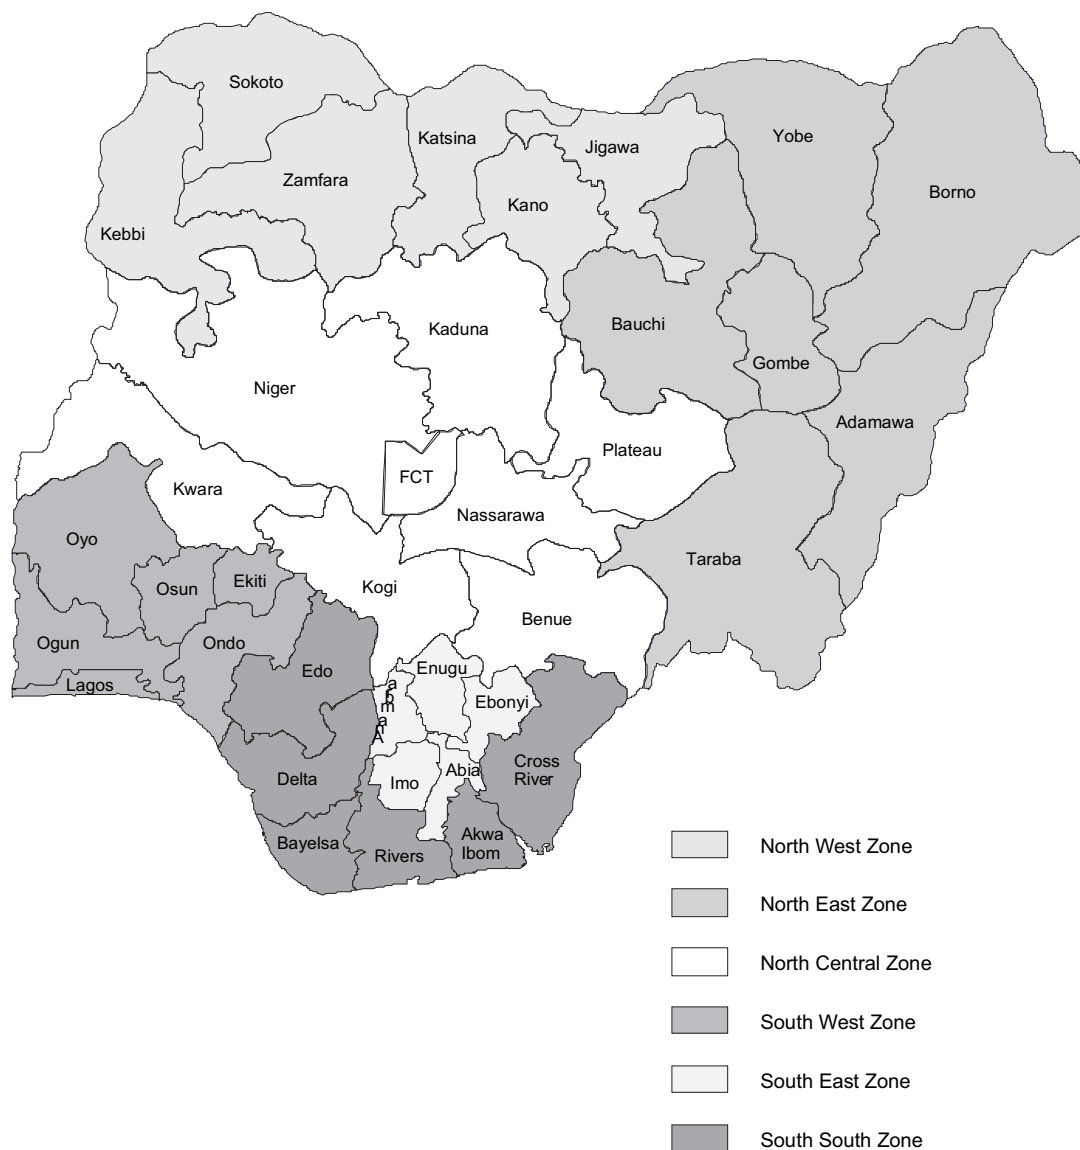 Sokoto
Katsina
Yobe
Jigawa
Zamfara
Borno
Kano
Kebbi
Bauchi
Kaduna
Gombe
Niger
Adamawa
Plateau
FCT
Kwara
Nassarawa
Oyo
Taraba
Ekiti
Osun
Kogi
Benue
Ogun
Ondo
Edo
Enugu
Lagos
Anambra
Ebonyi
Cross
River
Abia
Delta
Imo
Akwa
Ibom
Bayelsa
Rivers
North West Zone
North East Zone
North Central Zone
South West Zone
South East Zone
South South Zone